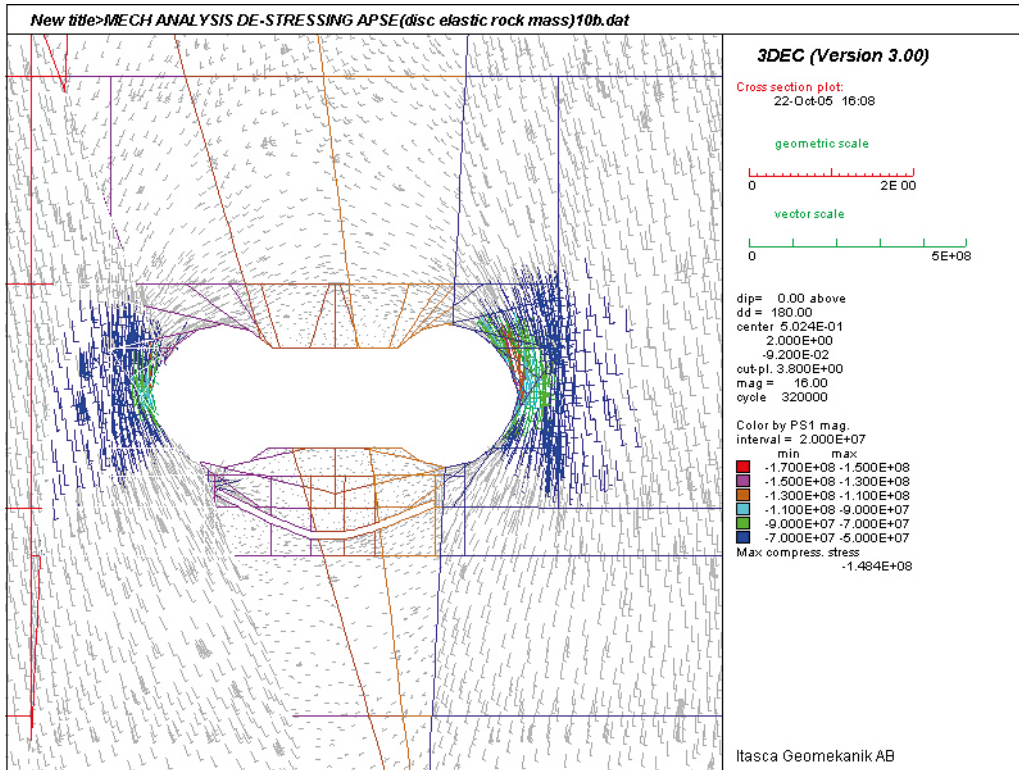 New title>MECH ANALYSIS DE-STRESSING APSE(disc elastic rock mass)10b.dat
3DEC (Version 3.00)
Cross section plot:
22-Oct-05 16:08
geometric scale
0 2E 00
vector scale
0 5E+08
dip= 0.00 above
dd = 180.00
center 5.024E-01
2.000E+00
-9.200E-02
cut-pl. 3.800E+00
mag = 16.00
cycle 320000
Color by PS1 mag.
interval = 2.000E+07
min max
-1.700E+08 -1.500E+08
-1.500E+08 -1.300E+08
-1.300E+08 -1.100E+08
-1.100E+08 -9.000E+07
-9.000E+07 -7.000E+07
-7.000E+07 -5.000E+07
Max compress. stress
-1.484E+08
Itasca Geomekanik AB